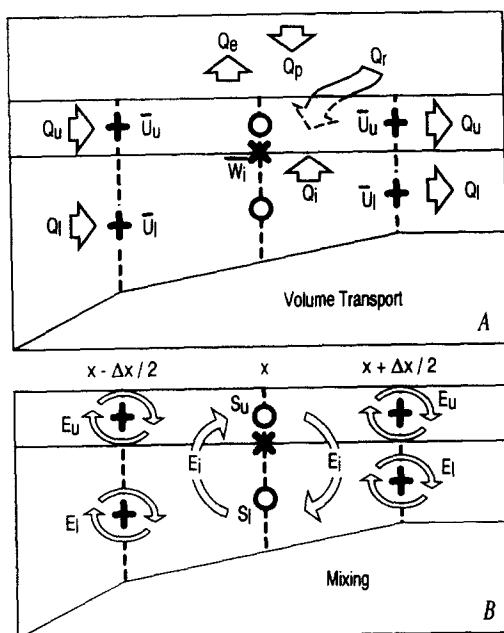 Qe
Qp
Qr
Qu
Ūu
Ūu
Qu
W̅i
Qi
Ql
Ūl
Ūl
Ql
Volume Transport
A
x - Δx / 2
x
x + Δx / 2
Eu
Su
Eu
Ei
Ei
El
El
Sl
Mixing
B